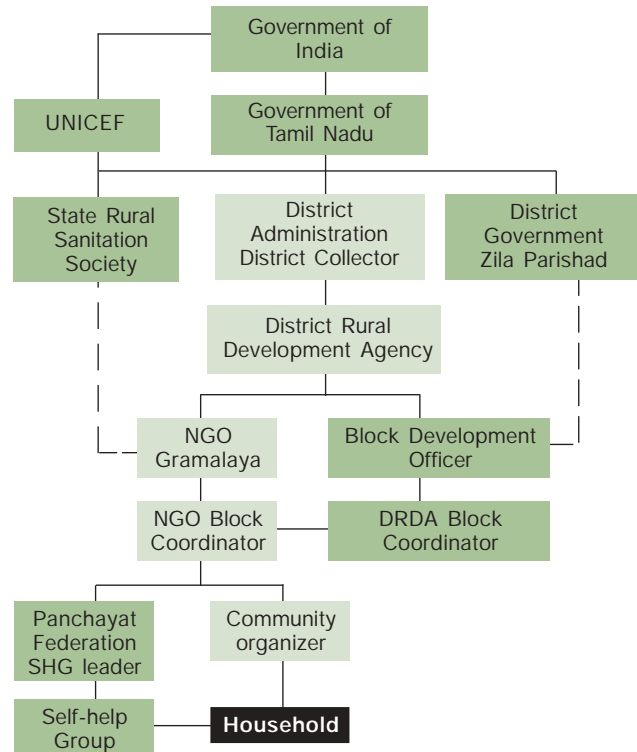 Government of
India
UNICEF
Government of
Tamil Nadu
State Rural
Sanitation
Society
District
Administration
District Collector
District
Government
Zila Parishad
District Rural
Development Agency
NGO
Gramalaya
Block Development
Officer
NGO Block
Coordinator
DRDA Block
Coordinator
Panchayat
Federation
SHG leader
Community
organizer
Self-help
Group
Household